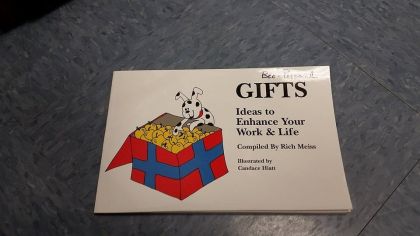 GIFTS
Ideas to
Enhance Your
Work & Life
Compiled By Rich Meiss
Illustrated by
Candace Hiatt